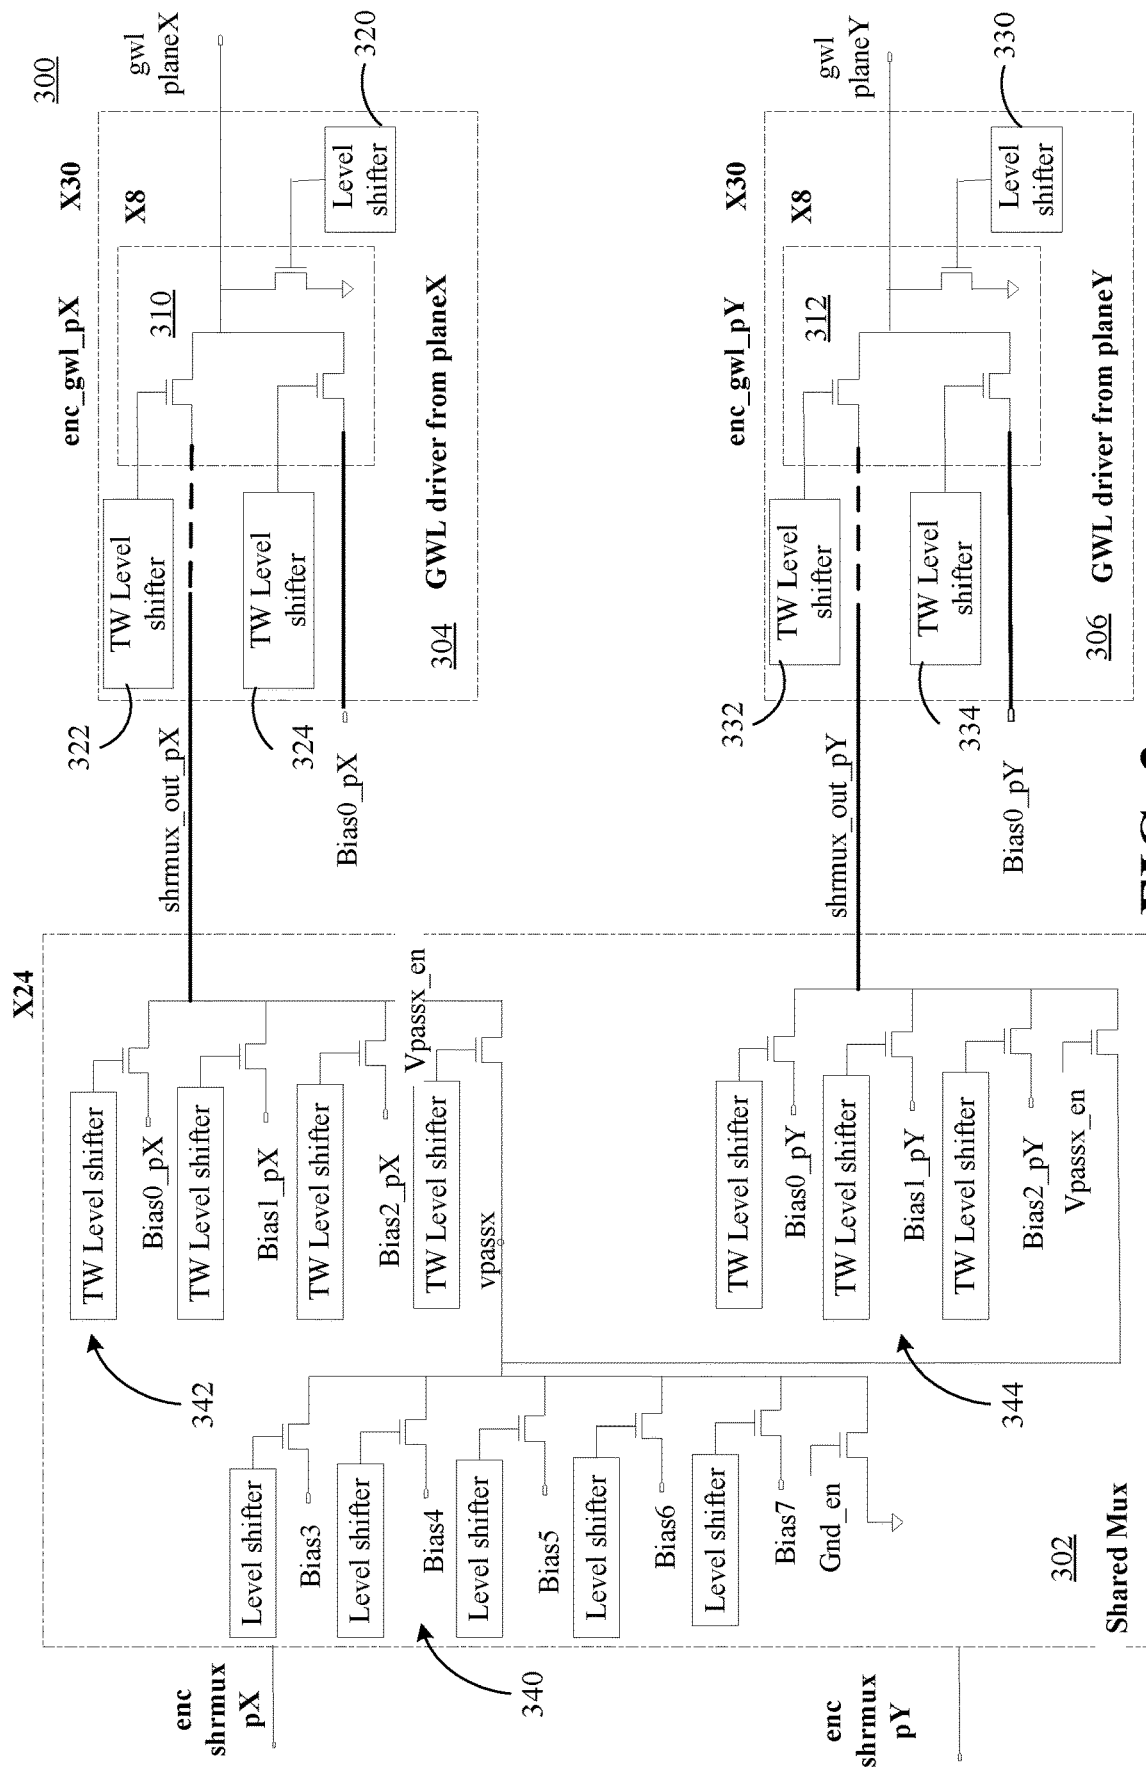 300
X24
enc
shrmux
pX
enc
shrmux
pY
Level shifter
Bias3
Level shifter
Bias4
Level shifter
Bias5
Level shifter
Bias6
Level shifter
Bias7
Gnd_en
340
302
Shared Mux
342
TW Level shifter
Bias0_pX
TW Level shifter
Bias1_pX
TW Level shifter
Bias2_pX
TW Level shifter
Vpassx_en
vpassx
344
TW Level shifter
Bias0_pY
TW Level shifter
Bias1_pY
TW Level shifter
Bias2_pY
Vpassx_en
shrmux_out_pX
Bias0_pX
322
324
TW Level
shifter
TW Level
shifter
304
GWL driver from planeX
enc_gwl_pX
310
X8
X30
Level
shifter
320
gwl
planeX
shrmux_out_pY
Bias0_pY
332
334
TW Level
shifter
TW Level
shifter
306
GWL driver from planeY
enc_gwl_pY
312
X8
X30
Level
shifter
330
gwl
planeY